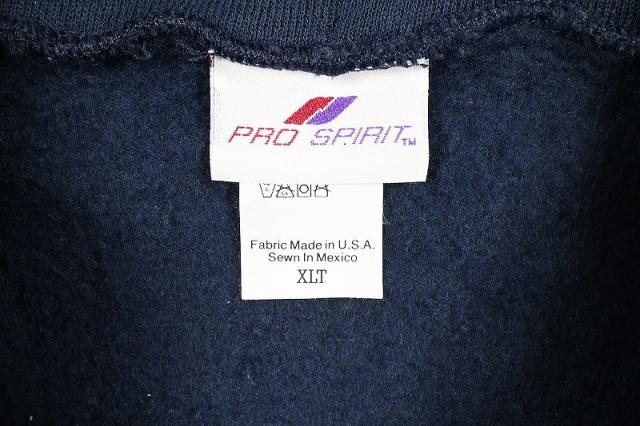 PRO SPIRIT™
Fabric Made in U.S.A.
Sewn In Mexico
XLT